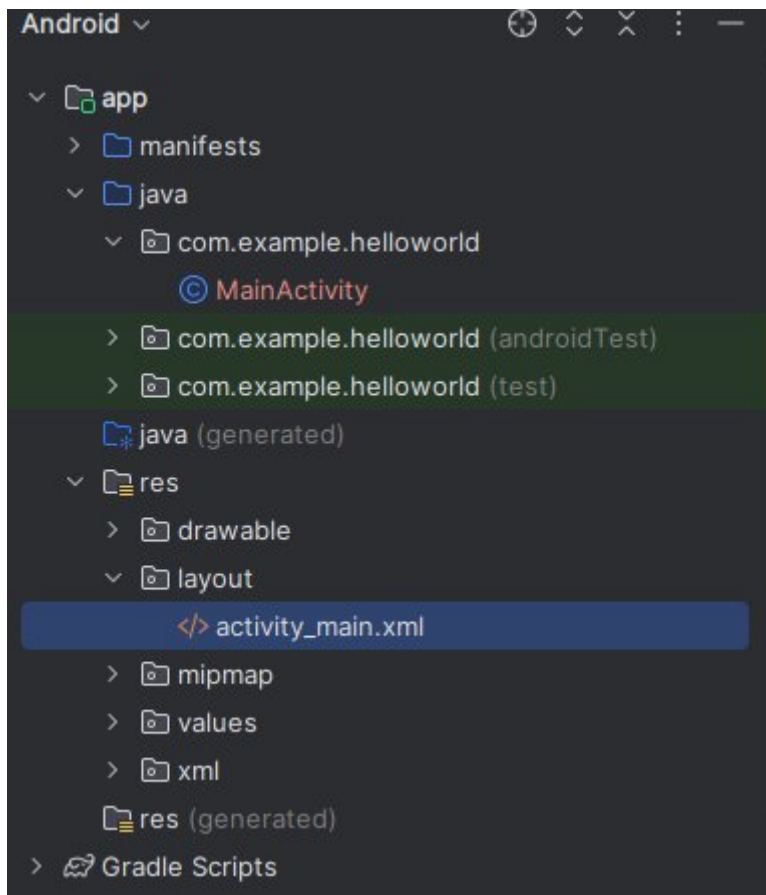 Android
app
manifests
java
com.example.helloworld
MainActivity
com.example.helloworld (androidTest)
com.example.helloworld (test)
java (generated)
res
drawable
layout
</> activity_main.xml
mipmap
values
xml
res (generated)
Gradle Scripts